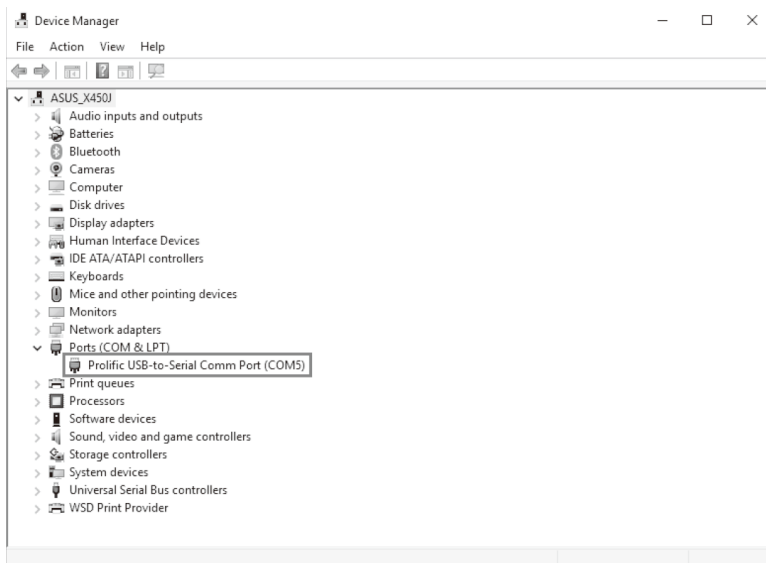 Device Manager
File Action View Help
ASUS_X450J
Audio inputs and outputs
Batteries
Bluetooth
Cameras
Computer
Disk drives
Display adapters
Human Interface Devices
IDE ATA/ATAPI controllers
Keyboards
Mice and other pointing devices
Monitors
Network adapters
Ports (COM & LPT)
Prolific USB-to-Serial Comm Port (COM5)
Print queues
Processors
Software devices
Sound, video and game controllers
Storage controllers
System devices
Universal Serial Bus controllers
WSD Print Provider